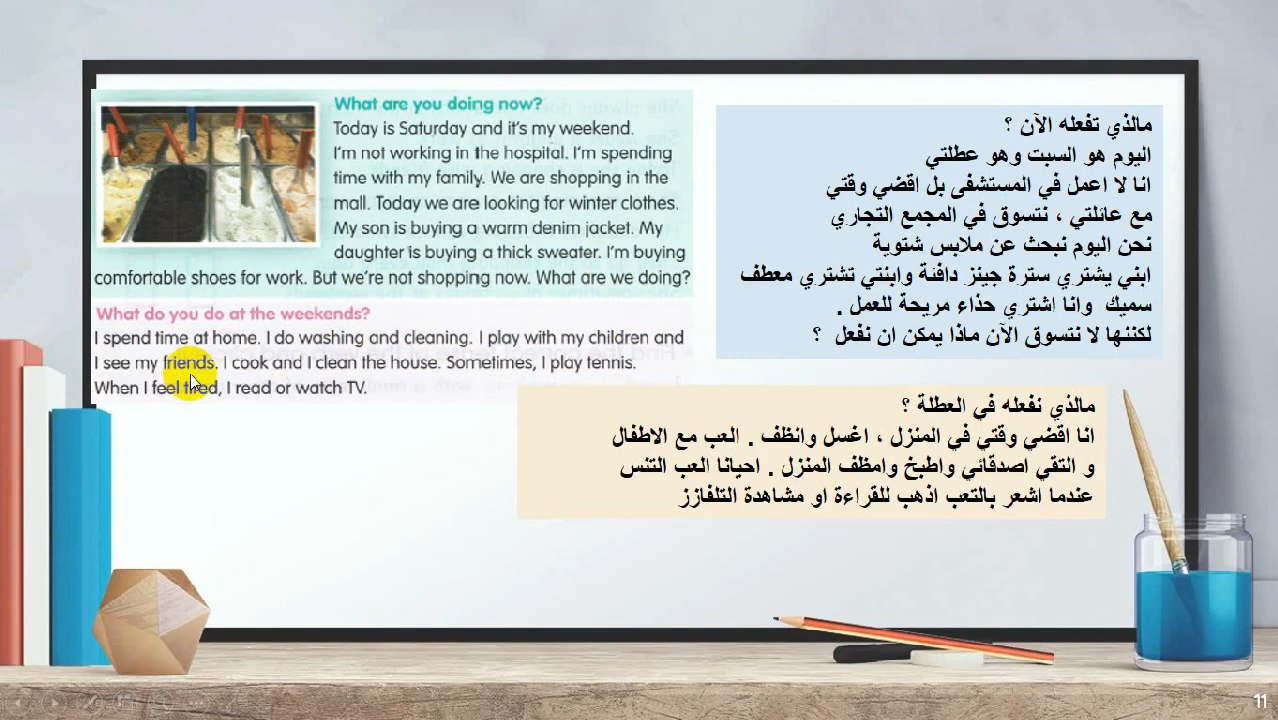 What are you doing now?
Today is Saturday and it's my weekend.
I'm not working in the hospital. I'm spending
time with my family. We are shopping in the
mall. Today we are looking for winter clothes.
My son is buying a warm denim jacket. My
daughter is buying a thick sweater. I'm buying
comfortable shoes for work. But we're not shopping now. What are we doing?
What do you do at the weekends?
I spend time at home. I do washing and cleaning. I play with my children and
I see my friends. I cook and I clean the house. Sometimes, I play tennis.
When I feel tired, I read or watch TV.
مالذي تفعله الآن ؟
اليوم هو السبت وهو عطلتي
انا لا اعمل في المستشفى بل اقضي وقتي
مع عائلتي ، نتسوق في المجمع التجاري
نحن اليوم نبحث عن ملابس شتوية
ابني يشتري سترة جينز دافئة وابنتي تشتري معطف
سميك وانا اشتري حذاء مريحة للعمل .
لكننها لا نتسوق الآن ماذا يمكن ان نفعل ؟
مالذي نفعله في العطلة ؟
انا اقضي وقتي في المنزل ، اغسل وانظف . العب مع الاطفال
و التقي اصدقائي واطبخ وامظف المنزل . احيانا العب التنس
عندما اشعر بالتعب اذهب للقراءة او مشاهدة التلفازز
11